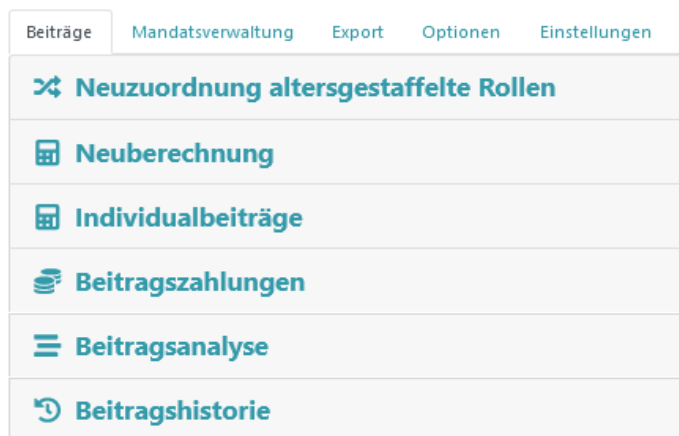 Beiträge Mandatsverwaltung Export Optionen Einstellungen
Neuzuordnung altersgestaffelte Rollen
Neuberechnung
Individualbeiträge
Beitragszahlungen
Beitragsanalyse
Beitragshistorie